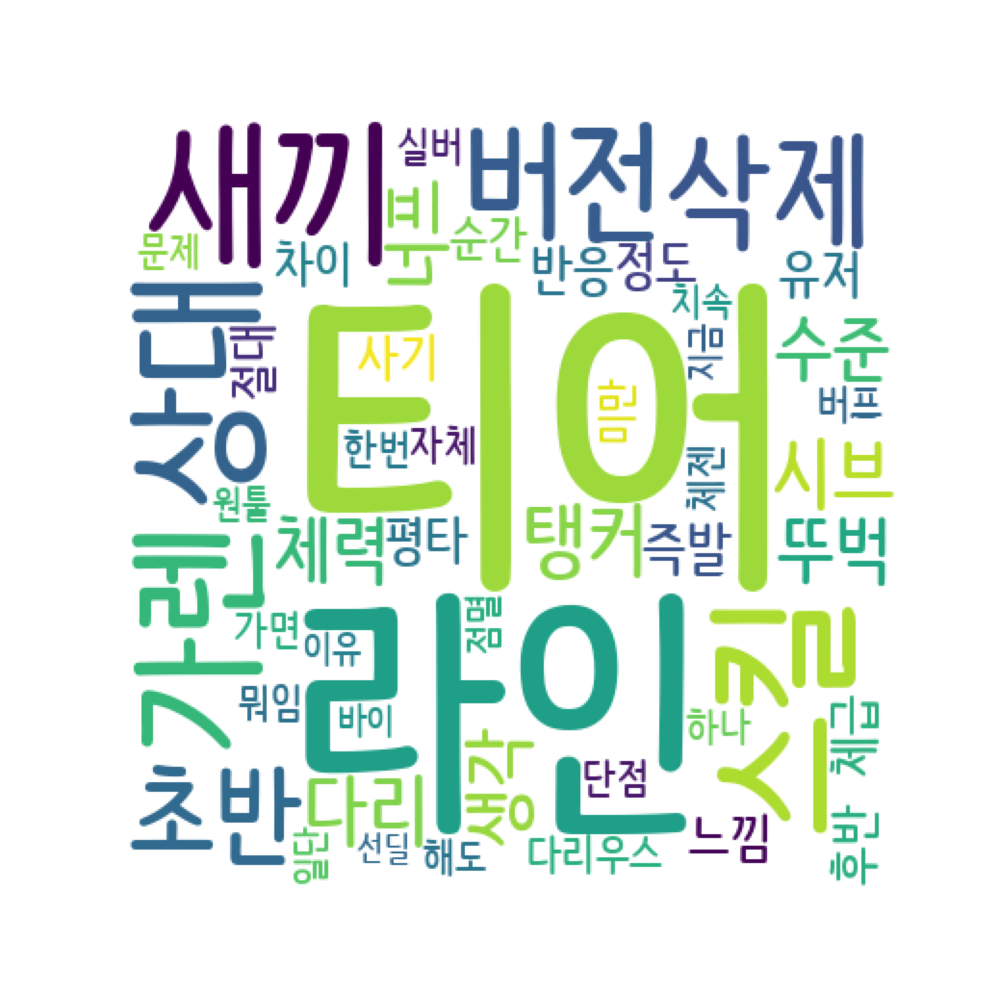 새끼
실버
버전
삭제
문제
차이
너프
순간
반응
정도
유저
상대
절대
티어
사기
미만
치속
지금
수준
버프
한번
자체
체젠
시브
원툴
가렌
체력
평타
탱커
즉발
뚜벅
가면
이유
점멸
라인
스킬
뭐임
바이
하나
체급
초반
다리
생각
단점
느낌
후반
일단
선딜
해도
다리우스